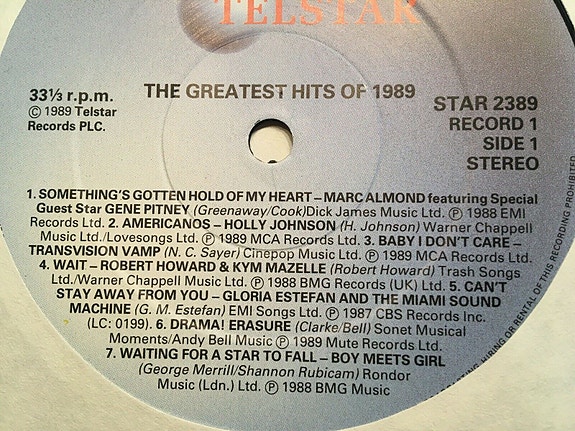 TELSTAR
33⅓ r.p.m.
© 1989 Telstar
Records PLC.
THE GREATEST HITS OF 1989
STAR 2389
RECORD 1
SIDE 1
STEREO
1. SOMETHING'S GOTTEN HOLD OF MY HEART – MARC ALMOND featuring Special
Guest Star GENE PITNEY (Greenaway/Cook)Dick James Music Ltd. ℗ 1988 EMI
Records Ltd. 2. AMERICANOS – HOLLY JOHNSON (H. Johnson) Warner Chappell
Music Ltd./Lovesongs Ltd. ℗ 1989 MCA Records Ltd. 3. BABY I DON'T CARE –
TRANSVISION VAMP (N. C. Sayer) Cinepop Music Ltd. ℗ 1989 MCA Records Ltd.
4. WAIT – ROBERT HOWARD & KYM MAZELLE (Robert Howard) Trash Songs
Ltd./Warner Chappell Music Ltd. ℗ 1988 BMG Records (UK) Ltd. 5. CAN'T
STAY AWAY FROM YOU – GLORIA ESTEFAN AND THE MIAMI SOUND
MACHINE (G. M. Estefan) EMI Songs Ltd. ℗ 1987 CBS Records Inc.
(LC: 0199). 6. DRAMA! ERASURE (Clarke/Bell) Sonet Musical
Moments/Andy Bell Music ℗ 1989 Mute Records Ltd.
7. WAITING FOR A STAR TO FALL – BOY MEETS GIRL
(George Merrill/Shannon Rubicam) Rondor
Music (Ldn.) Ltd. ℗ 1988 BMG Music
HIRING OR RENTAL OF THIS RECORDING PROHIBITED